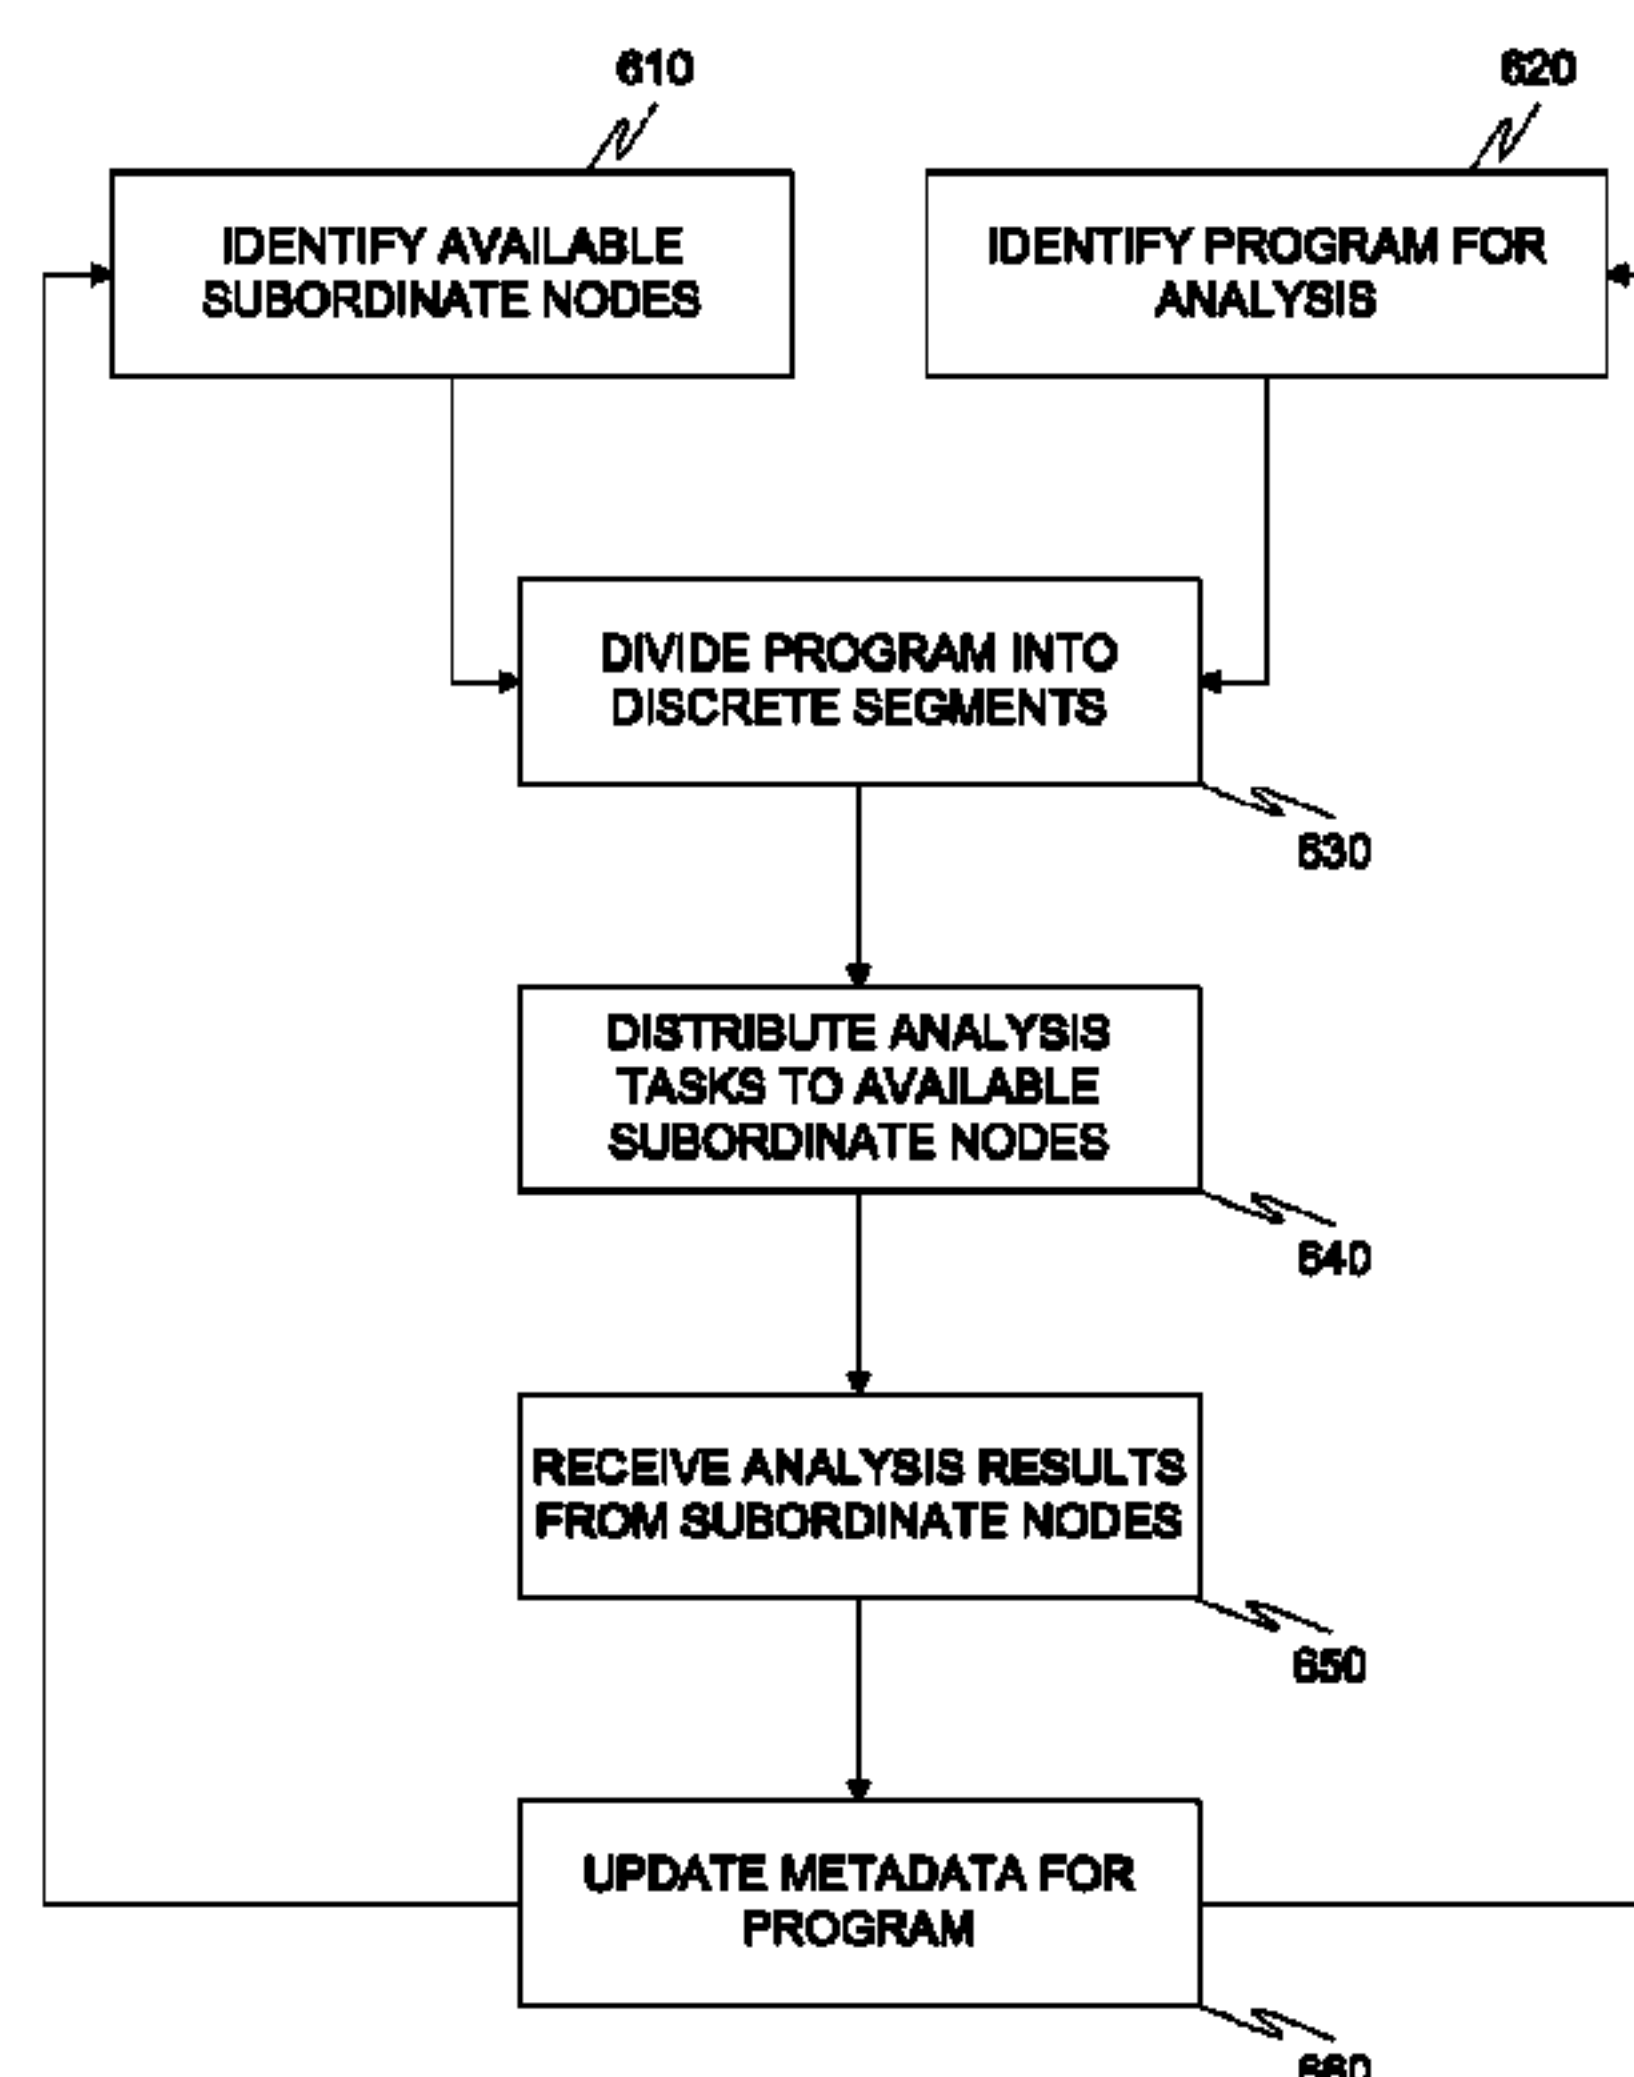 610
620
IDENTIFY AVAILABLE
SUBORDINATE NODES
IDENTIFY PROGRAM FOR
ANALYSIS
DIVIDE PROGRAM INTO
DISCRETE SEGMENTS
630
DISTRIBUTE ANALYSIS
TASKS TO AVAILABLE
SUBORDINATE NODES
640
RECEIVE ANALYSIS RESULTS
FROM SUBORDINATE NODES
650
UPDATE METADATA FOR
PROGRAM
660